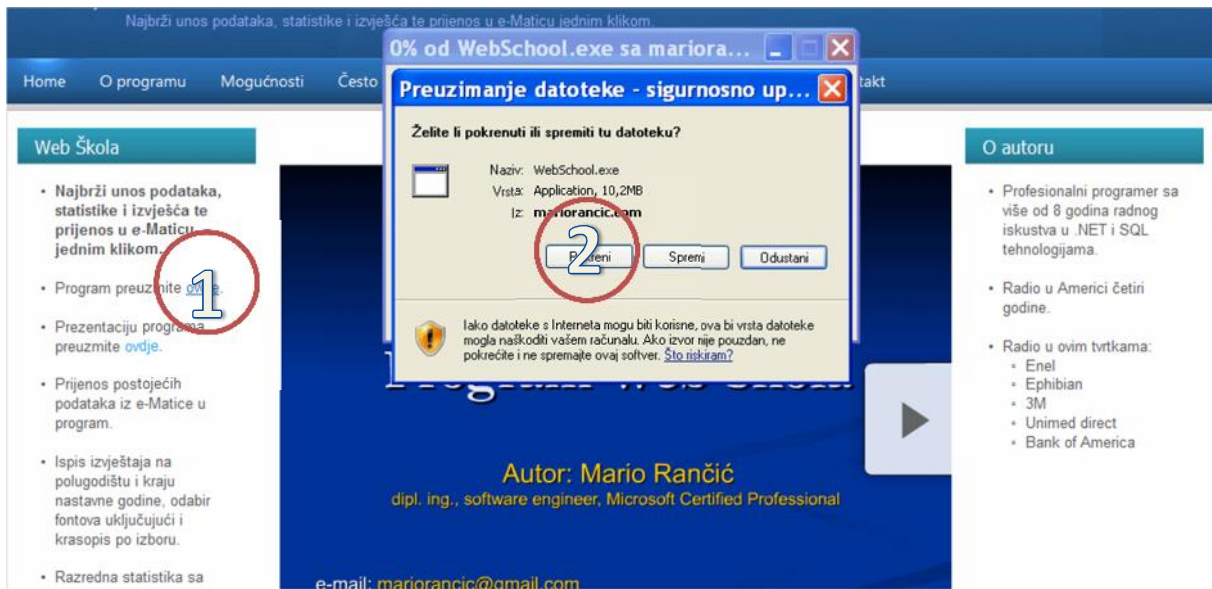 Najbrži unos podataka, statistike i izvješća te prijenos u e-Maticu jednim klikom.
Home O programu Mogućnosti Često
0% od WebSchool.exe sa mariora...
Preuzimanje datoteke - sigurnosno up...
Želite li pokrenuti ili spremiti tu datoteku?
Naziv: WebSchool.exe
Vrsta: Application, 10,2MB
Iz: mariorancic.com
2
Spremi
Odustani
Iako datoteke s Interneta mogu biti korisne, ova bi vrsta datoteke
mogla naškoditi vašem računalu. Ako izvor nije pouzdan, ne
pokrećite i ne spremajte ovaj softver. Što riskiram?
Web Škola
• Najbrži unos podataka,
statistike i izvješća te
prijenos u e-Maticu
jednim klikom.
• Program preuzmite ovdje.
1
• Prezentaciju programa
preuzmite ovdje.
• Prijenos postojećih
podataka iz e-Matice u
program.
• Ispis izvještaja na
polugodištu i kraju
nastavne godine, odabir
fontova uključujući i
krasopis po izboru.
• Razredna statistika sa
Autor: Mario Rančić
dipl. ing., software engineer, Microsoft Certified Professional
e-mail: mariorancic@gmail.com
O autoru
• Profesionalni programer sa
više od 8 godina radnog
iskustva u .NET i SQL
tehnologijama.
• Radio u Americi četiri
godine.
• Radio u ovim tvrtkama:
• Enel
• Ephibian
• 3M
• Unimed direct
• Bank of America